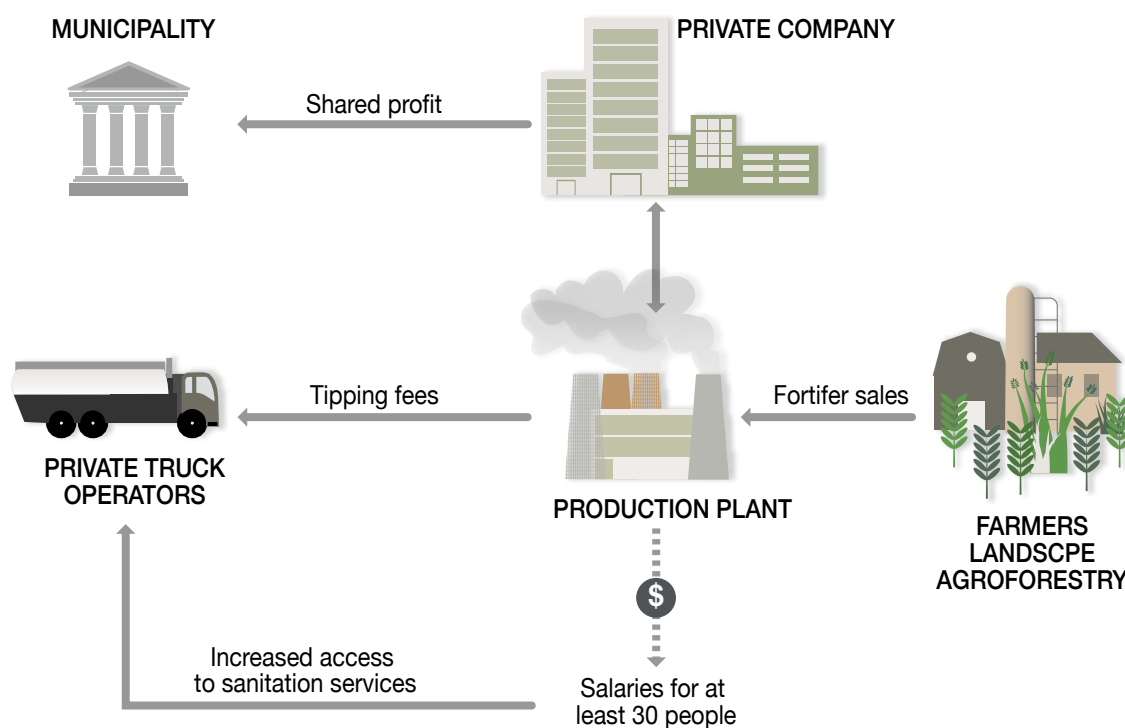 MUNICIPALITY
PRIVATE COMPANY
Shared profit
Tipping fees
Fortifer sales
PRIVATE TRUCK
OPERATORS
PRODUCTION PLANT
FARMERS
LANDSCPE
AGROFORESTRY
$
Increased access
to sanitation services
Salaries for at
least 30 people